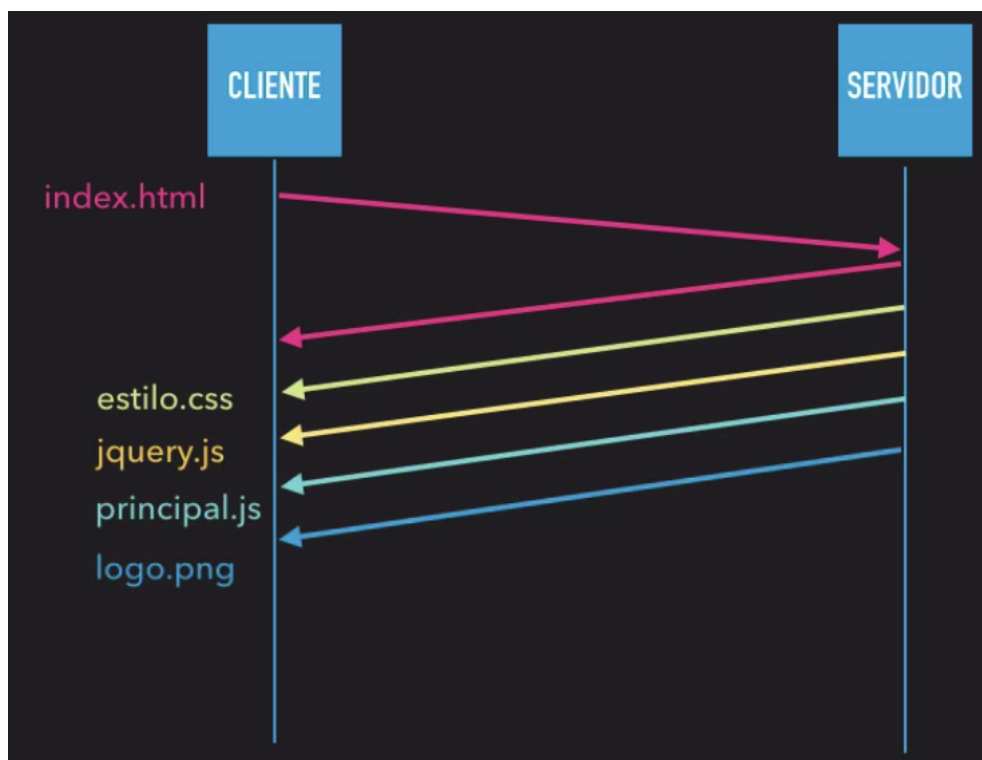 CLIENTE
SERVIDOR
index.html
estilo.css
jquery.js
principal.js
logo.png